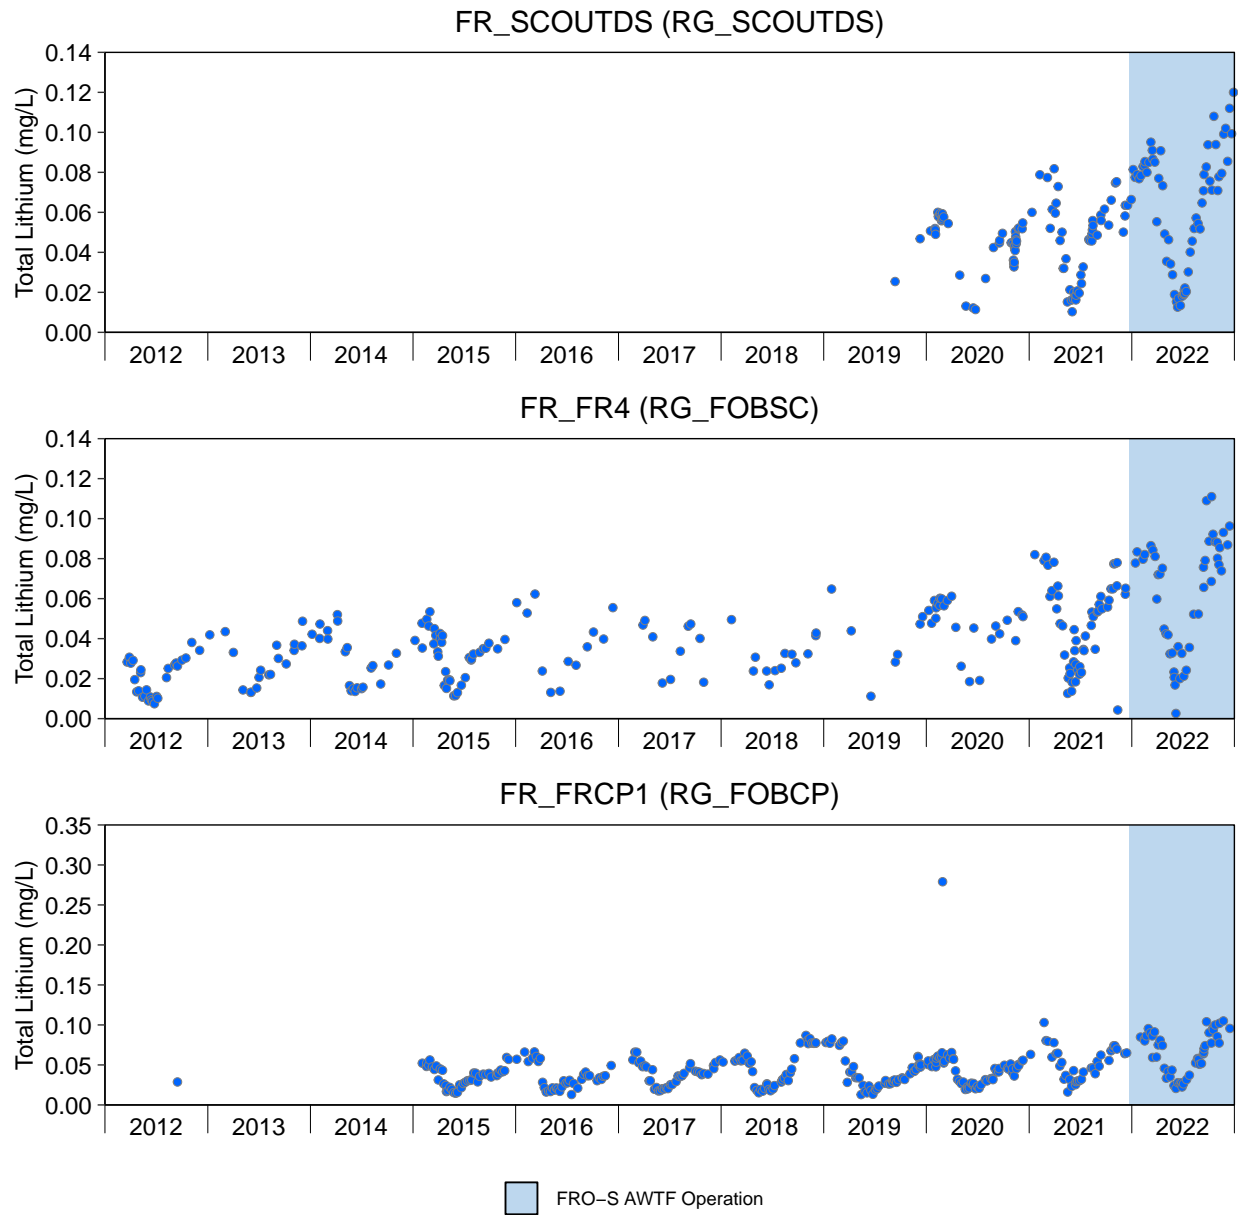 FR_SCOUTDS (RG_SCOUTDS)
Total Lithium (mg/L)
0.14
0.12
0.10
0.08
0.06
0.04
0.02
0.00
2012 2013 2014 2015 2016 2017 2018 2019 2020 2021 2022
FR_FR4 (RG_FOBSC)
Total Lithium (mg/L)
0.14
0.12
0.10
0.08
0.06
0.04
0.02
0.00
2012 2013 2014 2015 2016 2017 2018 2019 2020 2021 2022
FR_FRCP1 (RG_FOBCP)
Total Lithium (mg/L)
0.35
0.30
0.25
0.20
0.15
0.10
0.05
0.00
2012 2013 2014 2015 2016 2017 2018 2019 2020 2021 2022
FRO−S AWTF Operation